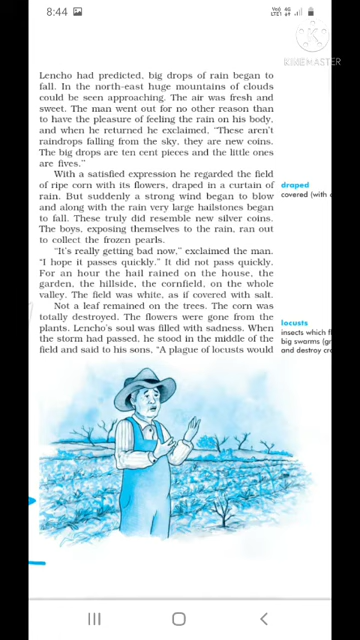 8:44
Vo)) 4G
LTE1
KINEMASTER
Lencho had predicted, big drops of rain began to
fall. In the north-east huge mountains of clouds
could be seen approaching. The air was fresh and
sweet. The man went out for no other reason than
to have the pleasure of feeling the rain on his body,
and when he returned he exclaimed, “These aren’t
raindrops falling from the sky, they are new coins.
The big drops are ten cent pieces and the little ones
are fives.”
With a satisfied expression he regarded the field
of ripe corn with its flowers, draped in a curtain of
rain. But suddenly a strong wind began to blow
and along with the rain very large hailstones began
to fall. These truly did resemble new silver coins.
The boys, exposing themselves to the rain, ran out
to collect the frozen pearls.
“It’s really getting bad now,” exclaimed the man.
“I hope it passes quickly.” It did not pass quickly.
For an hour the hail rained on the house, the
garden, the hillside, the cornfield, on the whole
valley. The field was white, as if covered with salt.
Not a leaf remained on the trees. The corn was
totally destroyed. The flowers were gone from the
plants. Lencho’s soul was filled with sadness. When
the storm had passed, he stood in the middle of the
field and said to his sons, “A plague of locusts would
draped
covered (with
locusts
insects which f
big swarms (g
and destroy cr